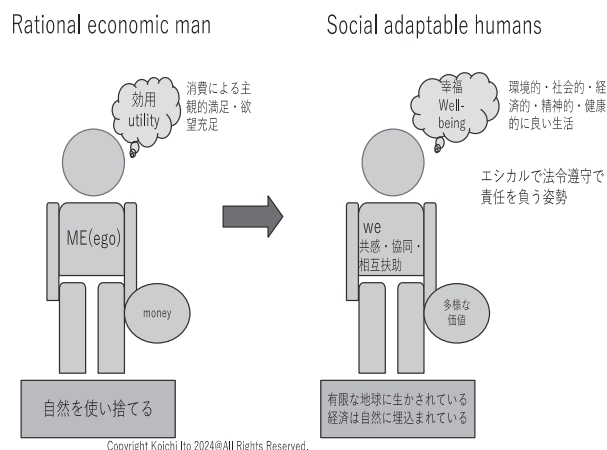 Rational economic man
効用
utility
消費による主
観的満足・欲
望充足
ME(ego)
money
自然を使い捨てる
Social adaptable humans
幸福
Well-
being
環境的・社会的・経
済的・精神的・健康
的に良い生活
エシカルで法令遵守で
責任を負う姿勢
we
共感・協同・
相互扶助
多様な
価値
有限な地球に生かされている
経済は自然に埋込まれている
Copyright Koichi Ito 2024@All Rights Reserved.